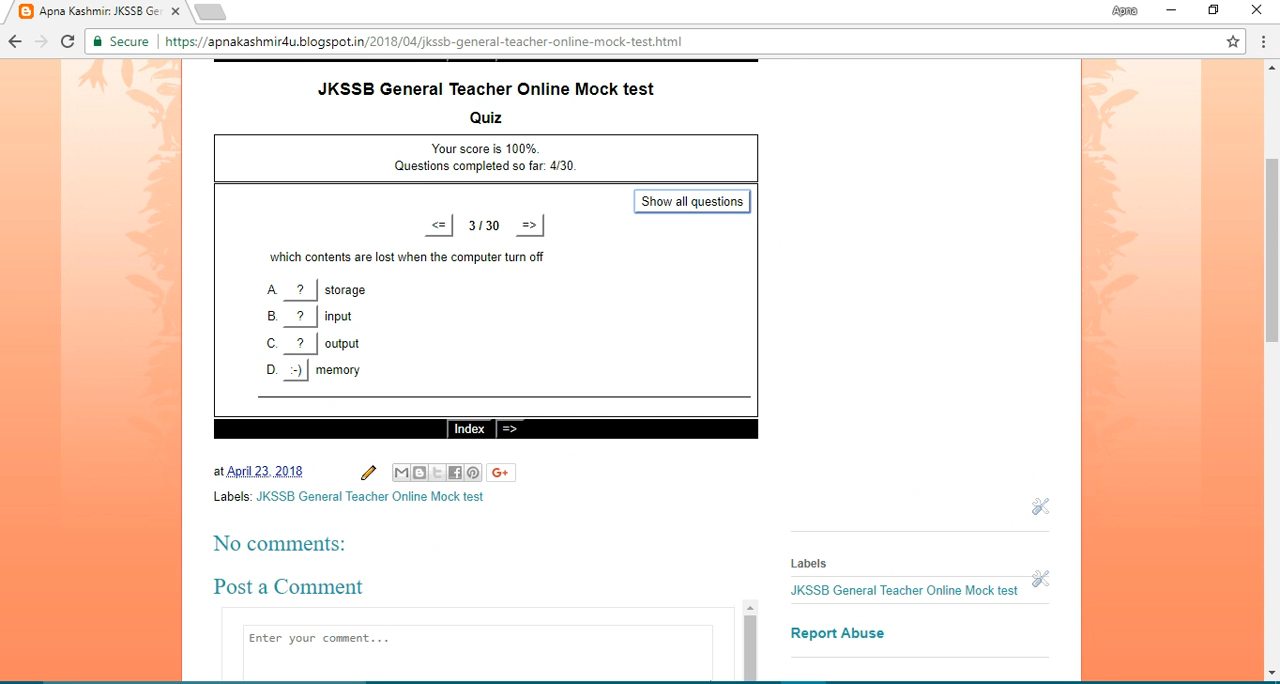 Apna Kashmir: JKSSB Ger
Apna
Secure https://apnakashmir4u.blogspot.in/2018/04/jkssb-general-teacher-online-mock-test.html
JKSSB General Teacher Online Mock test
Quiz
Your score is 100%.
Questions completed so far: 4/30.
Show all questions
<= 3 / 30 =>
which contents are lost when the computer turn off
A. ? storage
B. ? input
C. ? output
D. :-) memory
Index =>
at April 23, 2018
G+
Labels: JKSSB General Teacher Online Mock test
No comments:
Post a Comment
Enter your comment...
Labels
JKSSB General Teacher Online Mock test
Report Abuse